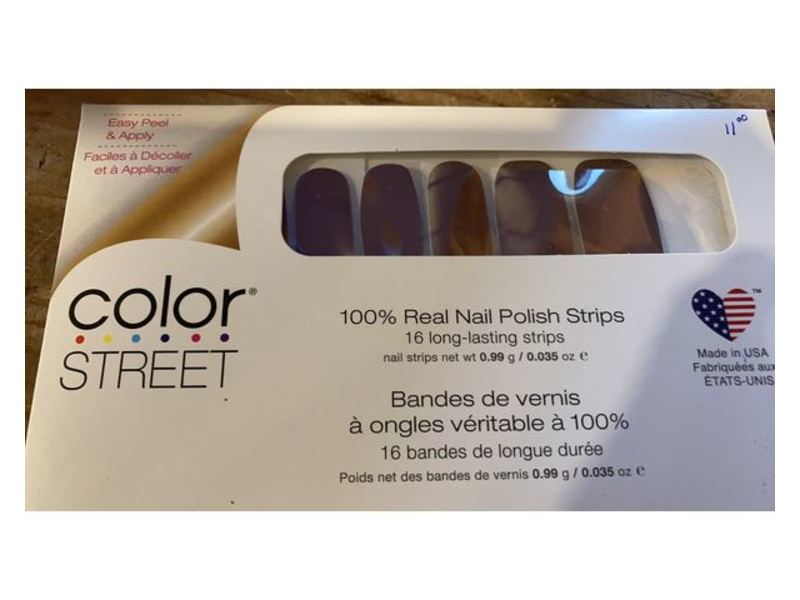 Easy Peel
& Apply
Faciles à Décoller
et à Appliquer
11⁰⁰
color®
STREET
100% Real Nail Polish Strips
16 long-lasting strips
nail strips net wt 0.99 g / 0.035 oz e
Bandes de vernis
à ongles véritable à 100%
16 bandes de longue durée
Poids net des bandes de vernis 0.99 g / 0.035 oz e
TM
Made in USA
Fabriquéés aux
ÉTATS-UNIS